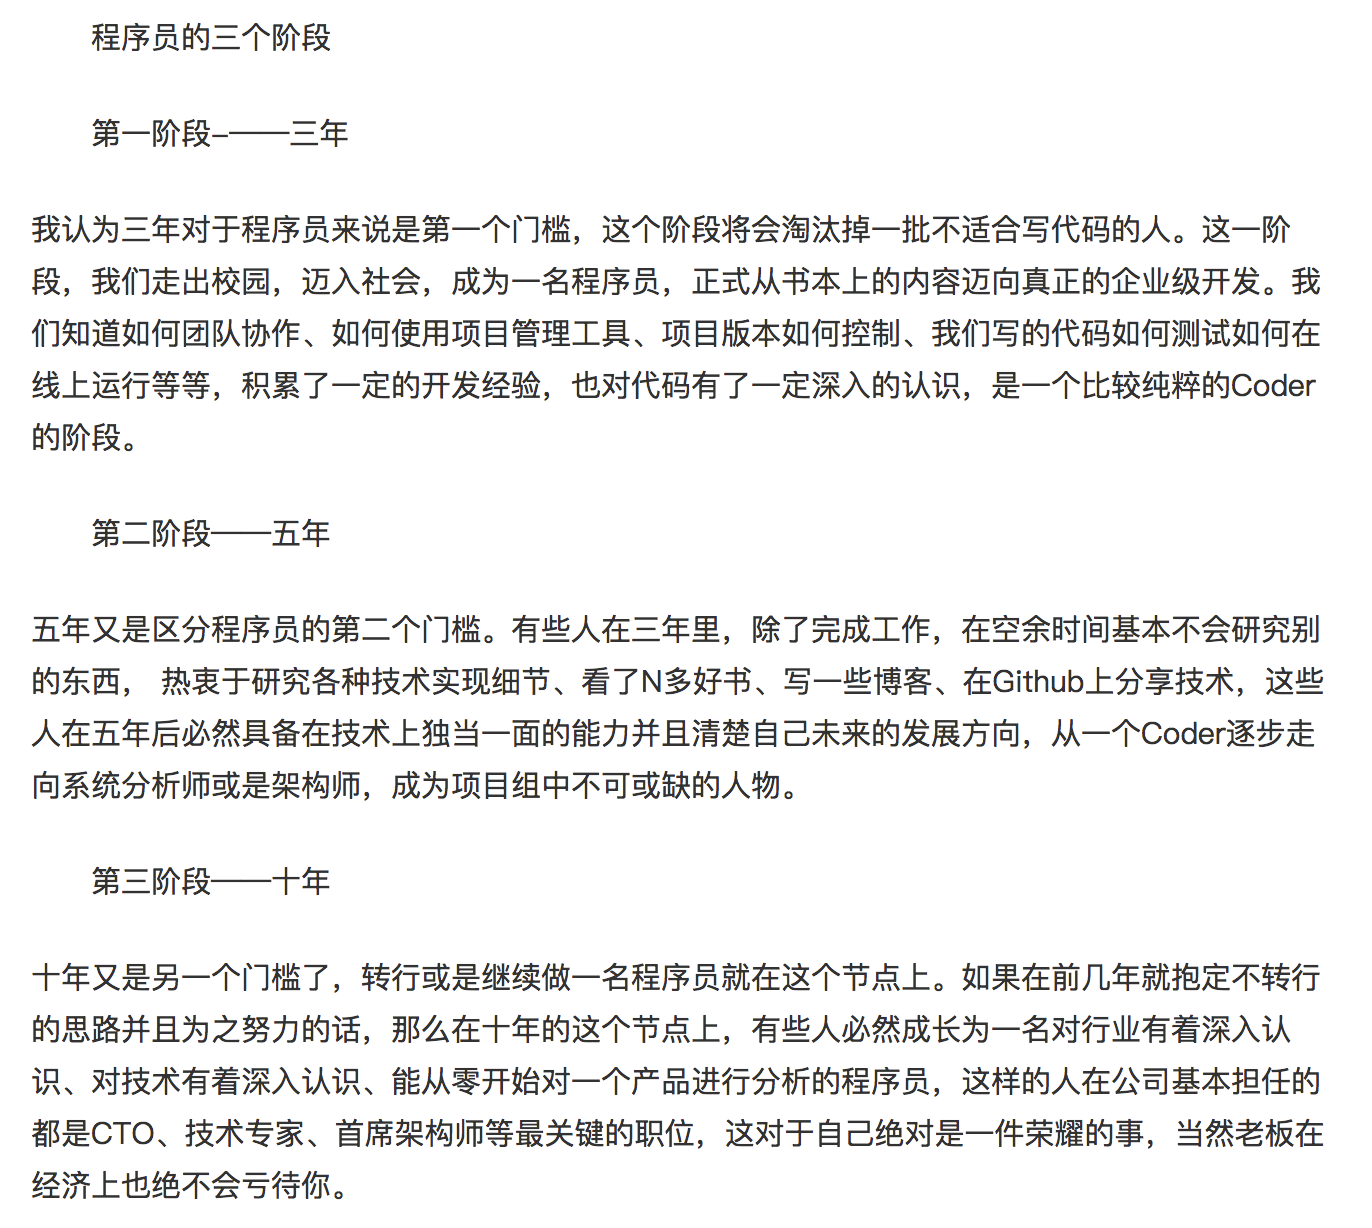 程序员的三个阶段
第一阶段–——三年
我认为三年对于程序员来说是第一个门槛，这个阶段将会淘汰掉一批不适合写代码的人。这一阶
段，我们走出校园，迈入社会，成为一名程序员，正式从书本上的内容迈向真正的企业级开发。我
们知道如何团队协作、如何使用项目管理工具、项目版本如何控制、我们写的代码如何测试如何在
线上运行等等，积累了一定的开发经验，也对代码有了一定深入的认识，是一个比较纯粹的Coder
的阶段。
第二阶段——五年
五年又是区分程序员的第二个门槛。有些人在三年里，除了完成工作，在空余时间基本不会研究别
的东西， 热衷于研究各种技术实现细节、看了N多好书、写一些博客、在Github上分享技术，这些
人在五年后必然具备在技术上独当一面的能力并且清楚自己未来的发展方向，从一个Coder逐步走
向系统分析师或是架构师，成为项目组中不可或缺的人物。
第三阶段——十年
十年又是另一个门槛了，转行或是继续做一名程序员就在这个节点上。如果在前几年就抱定不转行
的思路并且为之努力的话，那么在十年的这个节点上，有些人必然成长为一名对行业有着深入认
识、对技术有着深入认识、能从零开始对一个产品进行分析的程序员，这样的人在公司基本担任的
都是CTO、技术专家、首席架构师等最关键的职位，这对于自己绝对是一件荣耀的事，当然老板在
经济上也绝不会亏待你。